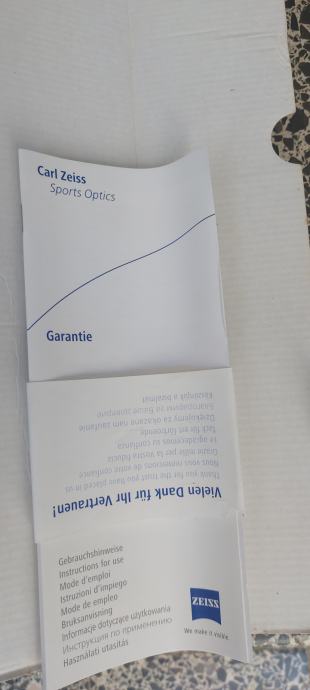 Carl Zeiss
Sports Optics
Garantie
Vielen Dank für Ihr Vertrauen!
Thank you for the trust you have placed in us
Nous vous remercions de votre confiance
Grazie mille per la vostra fiducia
Le agradecemos su confianza
Tack för ert förtroende
Dziękujemy za okazane nam zaufanie
Благодарим за Ваше доверие
Köszönjük a bizalmát
Gebrauchshinweise
Instructions for use
Mode d'emploi
Istruzioni d'impiego
Modo de empleo
Bruksanvisning
Informacje dotyczące użytkowania
Инструкция по применению
Használati utasítás
ZEISS
We make it visible